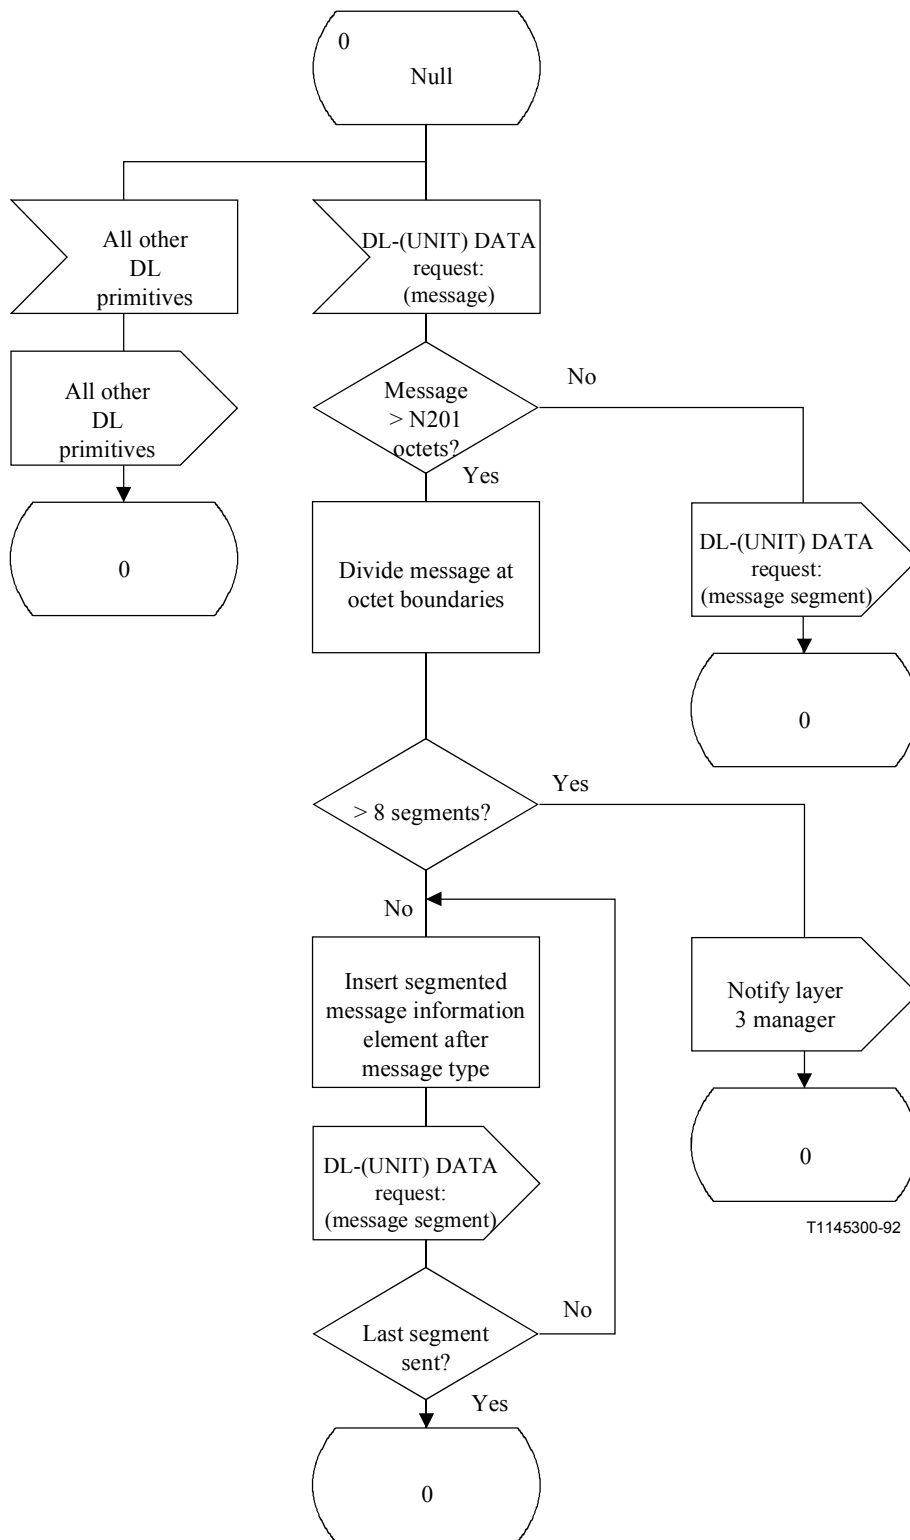 0
Null
All other
DL
primitives
DL-(UNIT) DATA
request:
(message)
All other
DL
primitives
Message
> N201
octets?
No
Yes
0
Divide message at
octet boundaries
DL-(UNIT) DATA
request:
(message segment)
0
> 8 segments?
Yes
No
Insert segmented
message information
element after
message type
Notify layer
3 manager
DL-(UNIT) DATA
request:
(message segment)
0
T1145300-92
Last segment
sent?
No
Yes
0